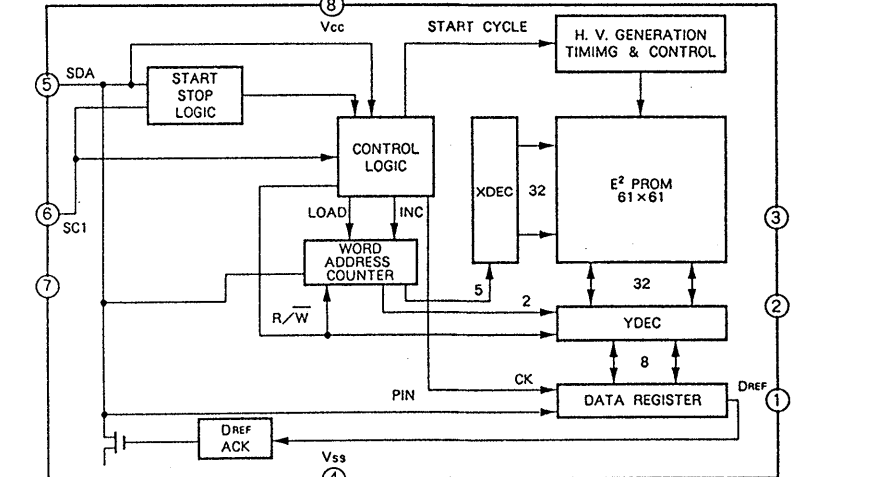 8
Vcc
START CYCLE
H. V. GENERATION
TIMIMG & CONTROL
5
SDA
START
STOP
LOGIC
CONTROL
LOGIC
XDEC
32
E² PROM
61×61
6
SC1
LOAD
INC
3
WORD
ADDRESS
COUNTER
7
5
32
2
2
R/W̅
YDEC
8
CK
PIN
DATA REGISTER
DREF
1
DREF
ACK
Vss
4